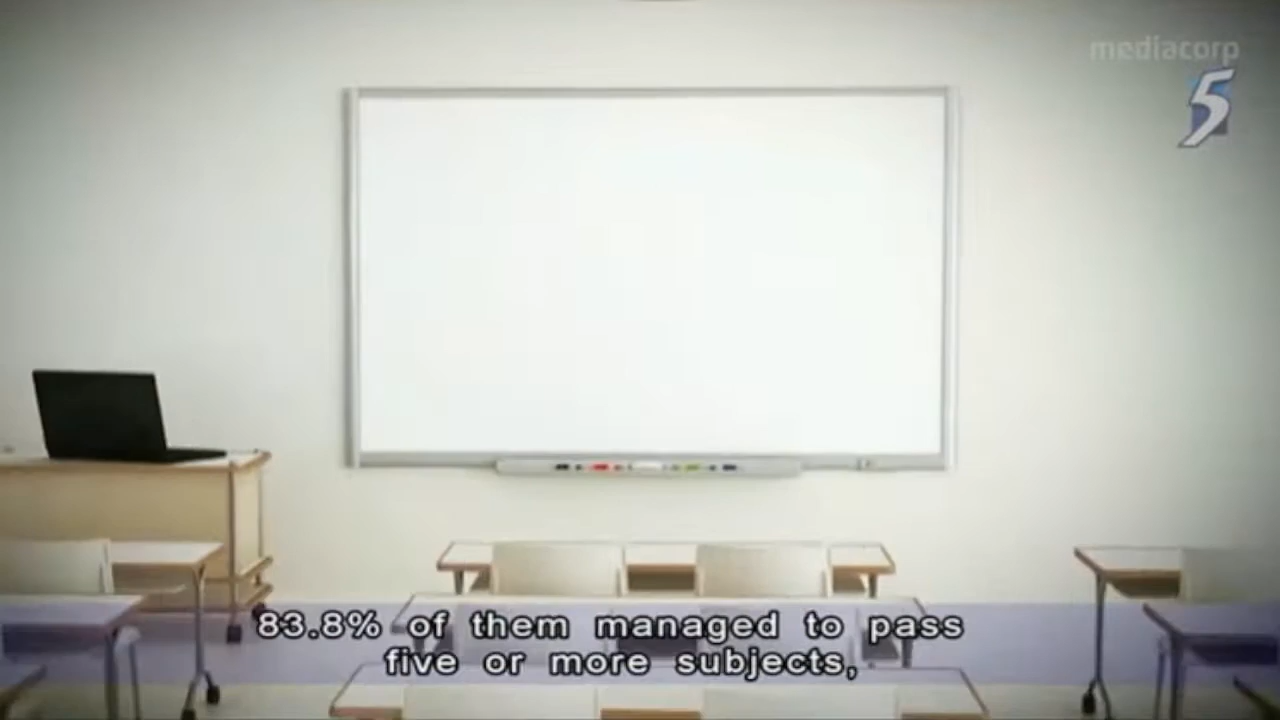 mediacorp
5
83.8% of them managed to pass
five or more subjects,